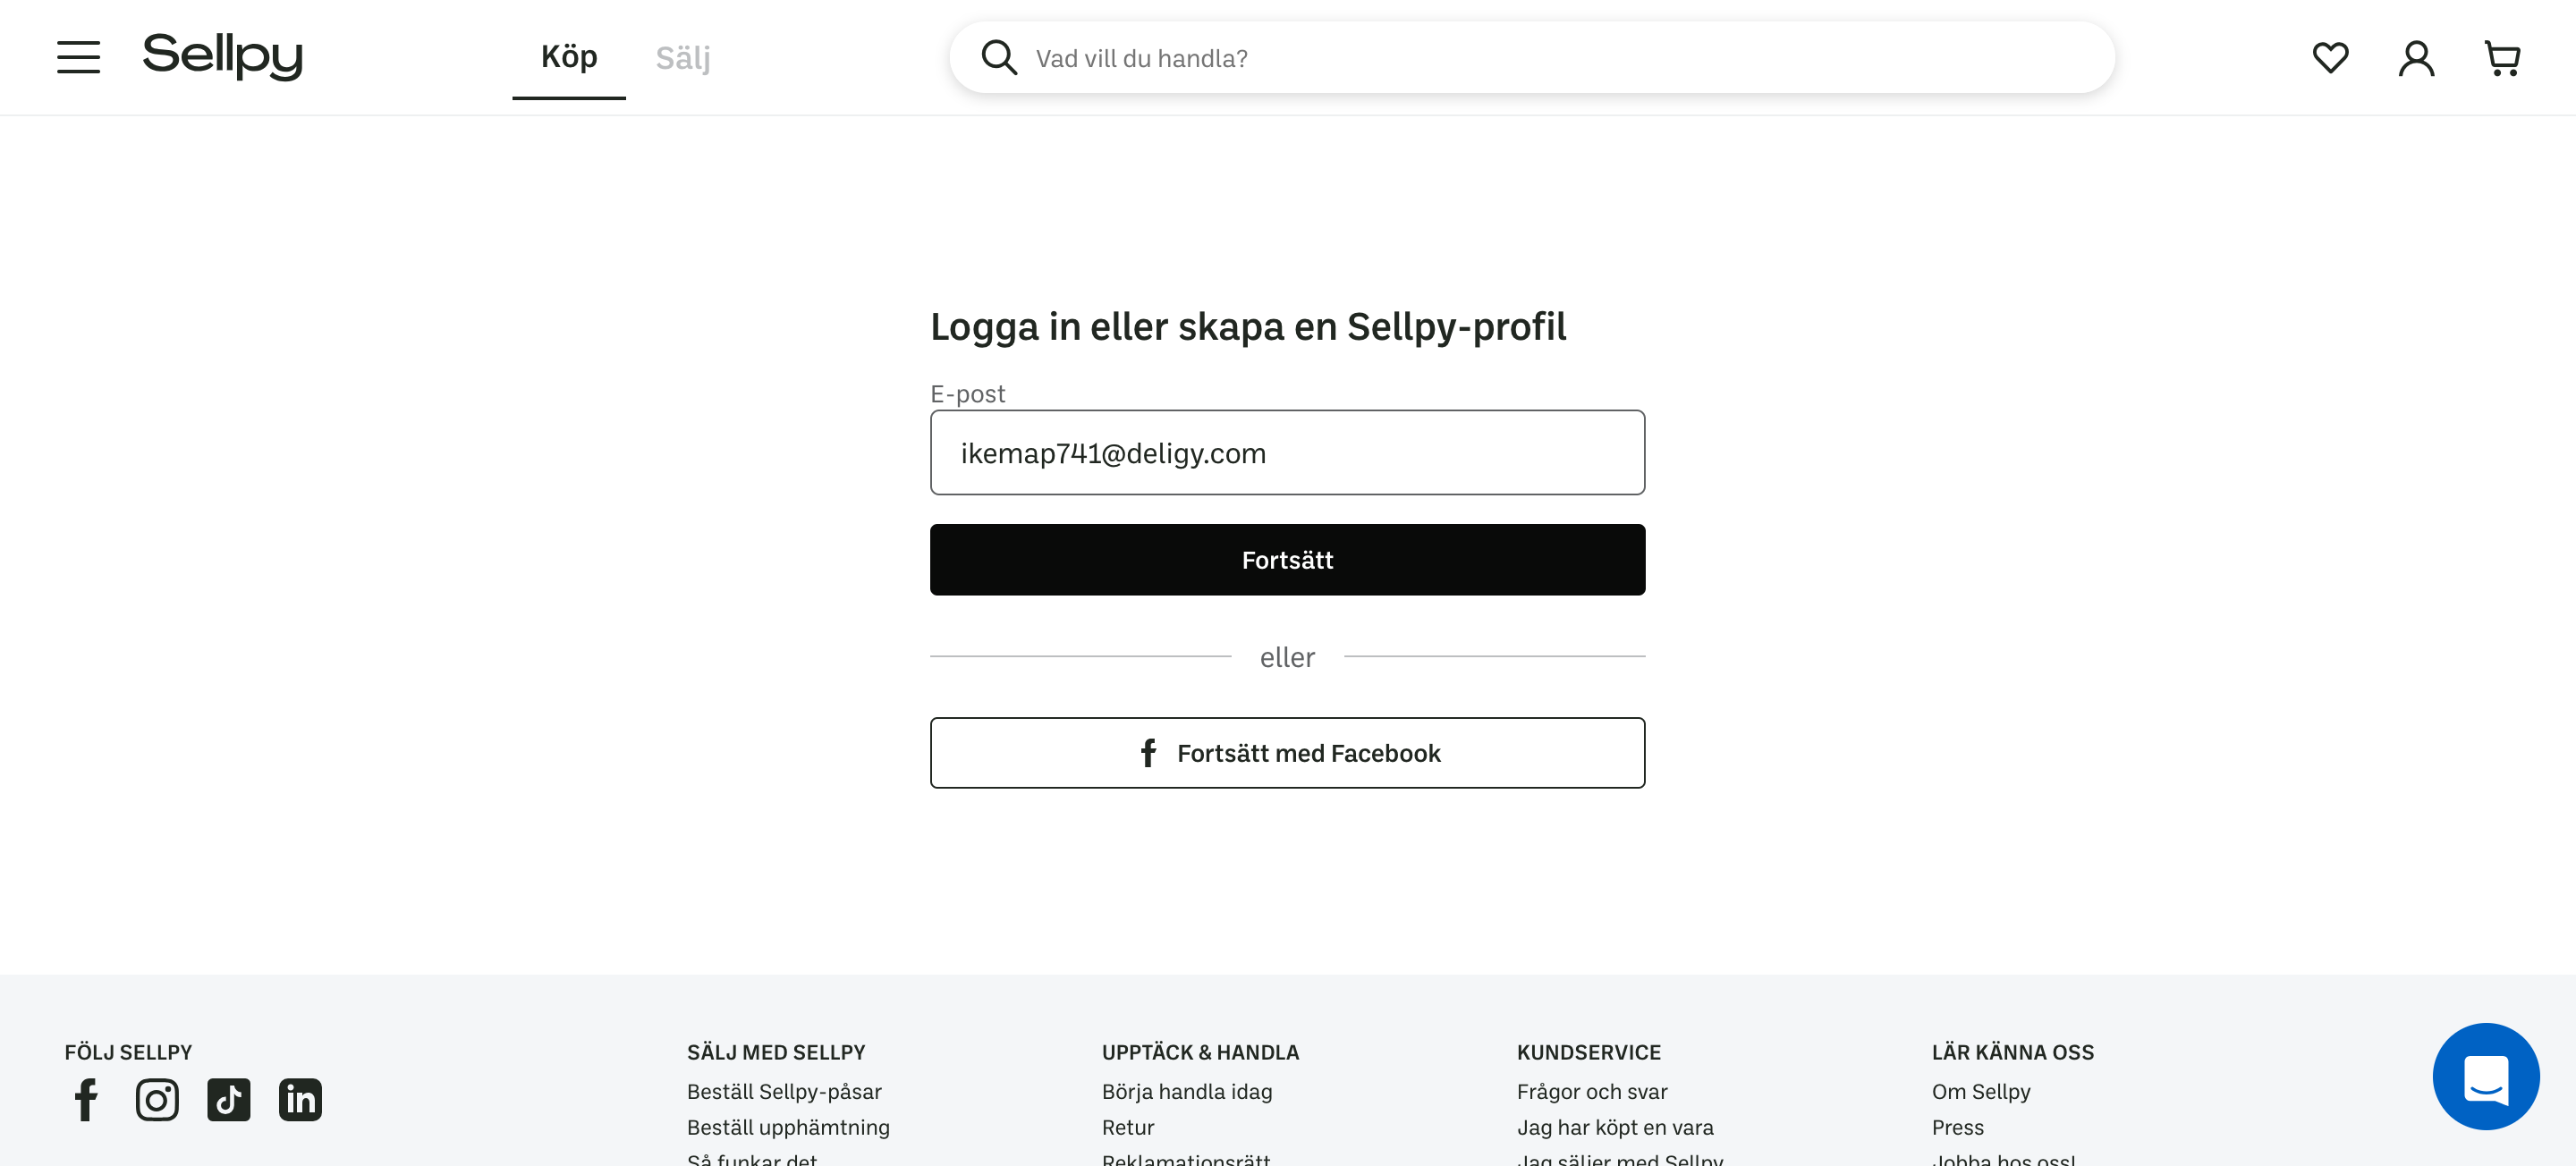 Sellpy
Köp
Sälj
Vad vill du handla?
Logga in eller skapa en Sellpy-profil
E-post
ikemap741@deligy.com
Fortsätt
eller
Fortsätt med Facebook
FÖLJ SELLPY
SÄLJ MED SELLPY
Beställ Sellpy-påsar
Beställ upphämtning
Så funkar det
UPPTÄCK & HANDLA
Börja handla idag
Retur
Reklamationsrätt
KUNDSERVICE
Frågor och svar
Jag har köpt en vara
Jag säljer med Sellpy
LÄR KÄNNA OSS
Om Sellpy
Press
Jobba hos oss!